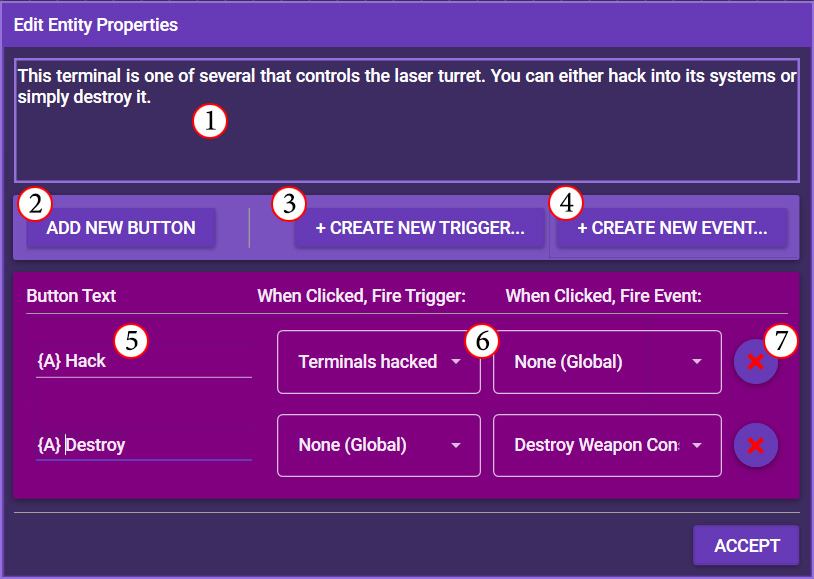 Edit Entity Properties
This terminal is one of several that controls the laser turret. You can either hack into its systems or
simply destroy it.
1
2
3
4
ADD NEW BUTTON
+ CREATE NEW TRIGGER...
+ CREATE NEW EVENT...
Button Text
When Clicked, Fire Trigger:
When Clicked, Fire Event:
5
6
7
{A} Hack
Terminals hacked
None (Global)
{A} Destroy
None (Global)
Destroy Weapon
ACCEPT